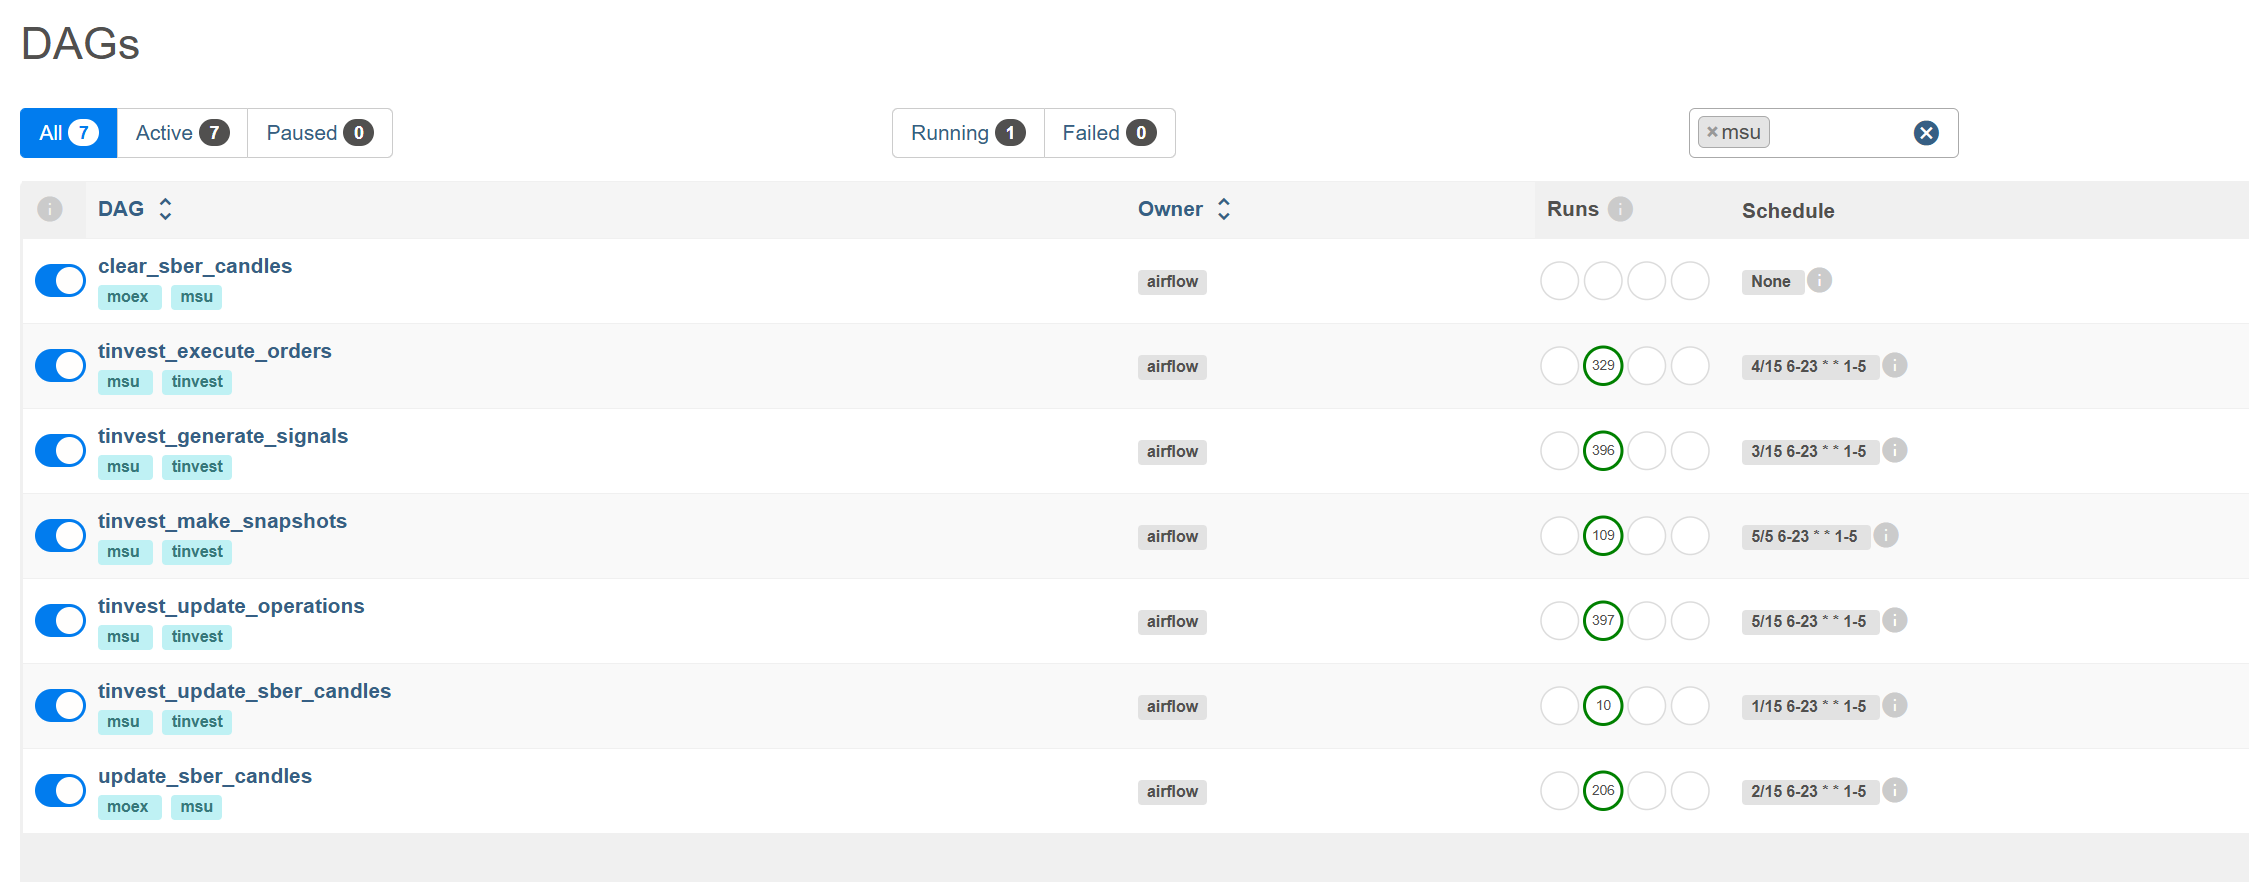 DAGs
All 7 Active 7 Paused 0 Running 1 Failed 0 ×msu
i DAG Owner Runs i Schedule
clear_sber_candles
moex msu airflow None i
tinvest_execute_orders
msu tinvest airflow 329 4/15 6-23 * * 1-5 i
tinvest_generate_signals
msu tinvest airflow 396 3/15 6-23 * * 1-5 i
tinvest_make_snapshots
msu tinvest airflow 109 5/5 6-23 * * 1-5 i
tinvest_update_operations
msu tinvest airflow 397 5/15 6-23 * * 1-5 i
tinvest_update_sber_candles
msu tinvest airflow 10 1/15 6-23 * * 1-5 i
update_sber_candles
moex msu airflow 206 2/15 6-23 * * 1-5 i